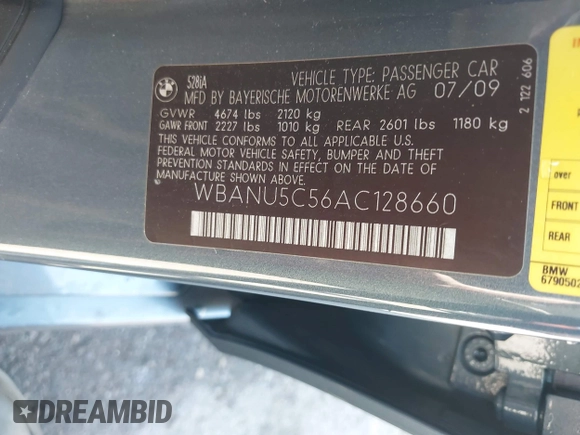 BMW
528iA
VEHICLE TYPE: PASSENGER CAR
MFD BY BAYERISCHE MOTORENWERKE AG 07/09
GVWR 4674 lbs 2120 kg
GAWR FRONT 2227 lbs 1010 kg REAR 2601 lbs 1180 kg
THIS VEHICLE CONFORMS TO ALL APPLICABLE U.S.
FEDERAL MOTOR VEHICLE SAFETY, BUMPER AND THEFT
PREVENTION STANDARDS IN EFFECT ON THE DATE OF
MANUFACTURE SHOWN ABOVE.
WBANU5C56AC128660
2 122 606
over
FRONT
REAR
BMW
6790502
DREAMBID